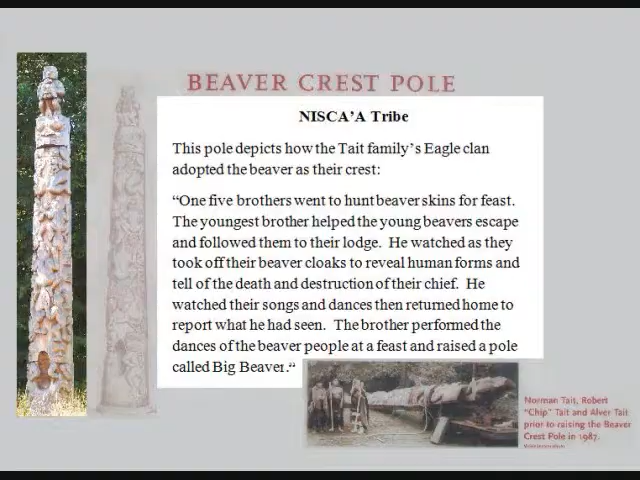 BEAVER CREST POLE
NISCA’A Tribe
This pole depicts how the Tait family’s Eagle clan
adopted the beaver as their crest:
“One five brothers went to hunt beaver skins for feast.
The youngest brother helped the young beavers escape
and followed them to their lodge. He watched as they
took off their beaver cloaks to reveal human forms and
tell of the death and destruction of their chief. He
watched their songs and dances then returned home to
report what he had seen. The brother performed the
dances of the beaver people at a feast and raised a pole
called Big Beaver.“
Norman Tait, Robert
“Chip” Tait and Alver Tait
prior to raising the Beaver
Crest Pole in 1987.